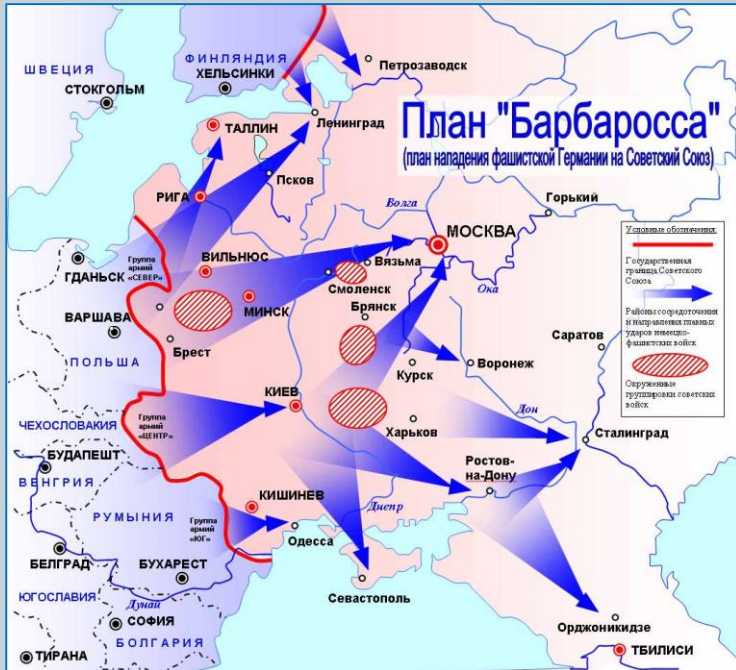 План "Барбаросса"
(план нападения фашистской Германии на Советский Союз)
ШВЕЦИЯ
СТОКГОЛЬМ
ФИНЛЯНДИЯ
ХЕЛЬСИНКИ
Петрозаводск
ТАЛЛИН
Ленинград
Псков
РИГА
Волга
Горький
МОСКВА
Группа
армий
«СЕВЕР»
ГДАНЬСК
ВИЛЬНЮС
Вязьма
Смоленск
Ока
МИНСК
Брянск
ВАРШАВА
Брест
ПОЛЬША
Курск
Воронеж
Саратов
КИЕВ
Группа
армий
«ЦЕНТР»
Дон
Харьков
Сталинград
ЧЕХОСЛОВАКИЯ
БУДАПЕШТ
ВЕНГРИЯ
Ростов-
на-Дону
КИШИНЕВ
Днепр
РУМЫНИЯ
Группа
армий
«ЮГ»
Одесса
БЕЛГРАД
БУХАРЕСТ
Севастополь
ЮГОСЛАВИЯ
Дунай
СОФИЯ
Орджоникидзе
БОЛГАРИЯ
ТИРАНА
ТБИЛИСИ
Условные обозначения:
Государственная
граница Советского
Союза
Районы сосредоточения
и направления главных
ударов немецко-
фашистских войск
Окруженные
группировки советских
войск